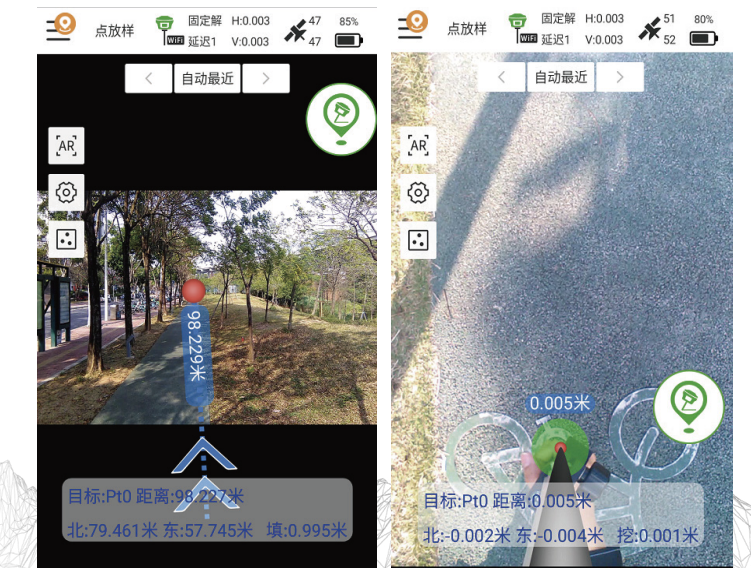 点放样
固定解 H:0.003
WiFi 延迟1 V:0.003
47
47
85%
自动最近
AR
98.229米
目标:Pt0 距离:98.227米
北:79.461米 东:57.745米 填:0.995米
点放样
固定解 H:0.003
WiFi 延迟1 V:0.003
51
52
80%
自动最近
AR
0.005米
目标:Pt0 距离:0.005米
北:-0.002米 东:-0.004米 挖:0.001米